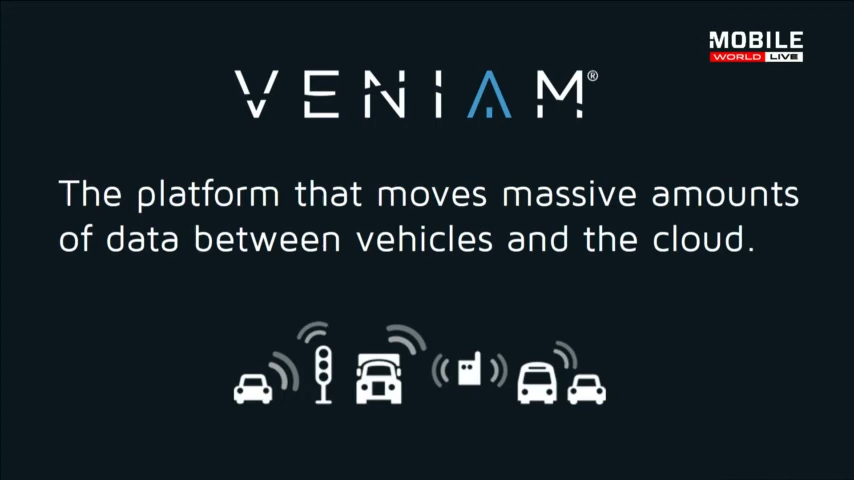 MOBILE
WORLD LIVE
VENIAM®
The platform that moves massive amounts
of data between vehicles and the cloud.